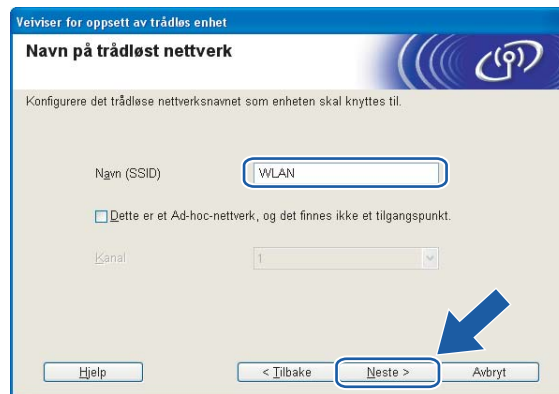 Veiviser for oppsett av trådløs enhet
Navn på trådløst nettverk
Konfigurere det trådløse nettverksnavnet som enheten skal knyttes til.
Navn (SSID) WLAN
Dette er et Ad-hoc-nettverk, og det finnes ikke et tilgangspunkt.
Kanal 1
Hjelp < Tilbake Neste > Avbryt